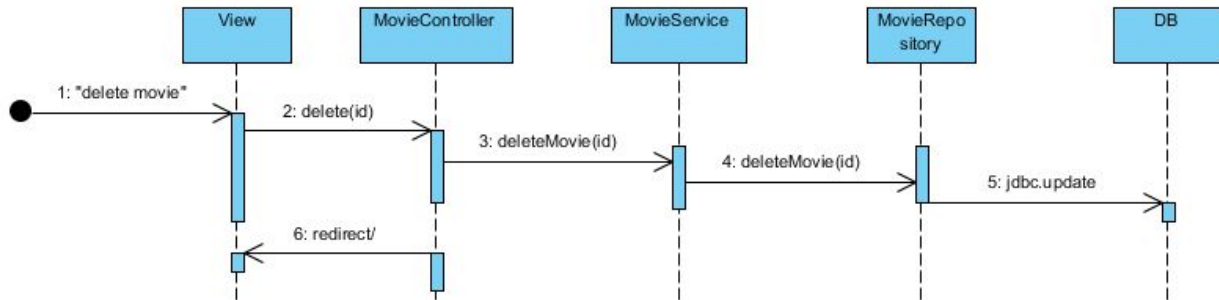 View
MovieController
MovieService
MovieRepo
sitory
DB
1: "delete movie"
2: delete(id)
3: deleteMovie(id)
4: deleteMovie(id)
5: jdbc.update
6: redirect/